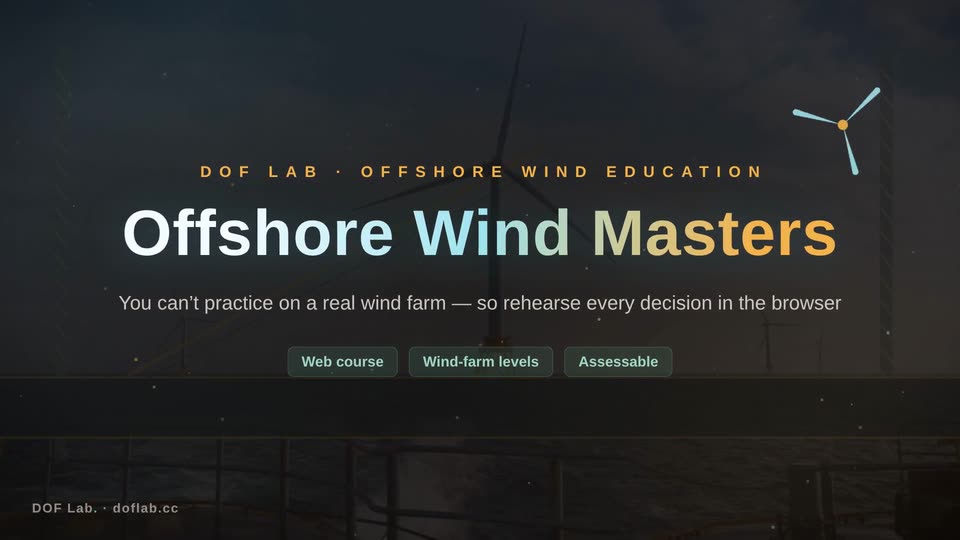 DOF LAB · OFFSHORE WIND EDUCATION
Offshore Wind Masters
You can’t practice on a real wind farm — so rehearse every decision in the browser
Web course
Wind-farm levels
Assessable
DOF Lab. · doflab.cc